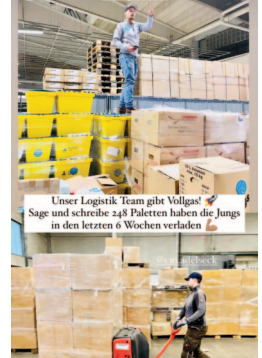 Unser Logistik Team gibt Vollgas! 🚀
Sage und schreibe 248 Paletten haben die Jungs
in den letzten 6 Wochen verladen 💪🏼